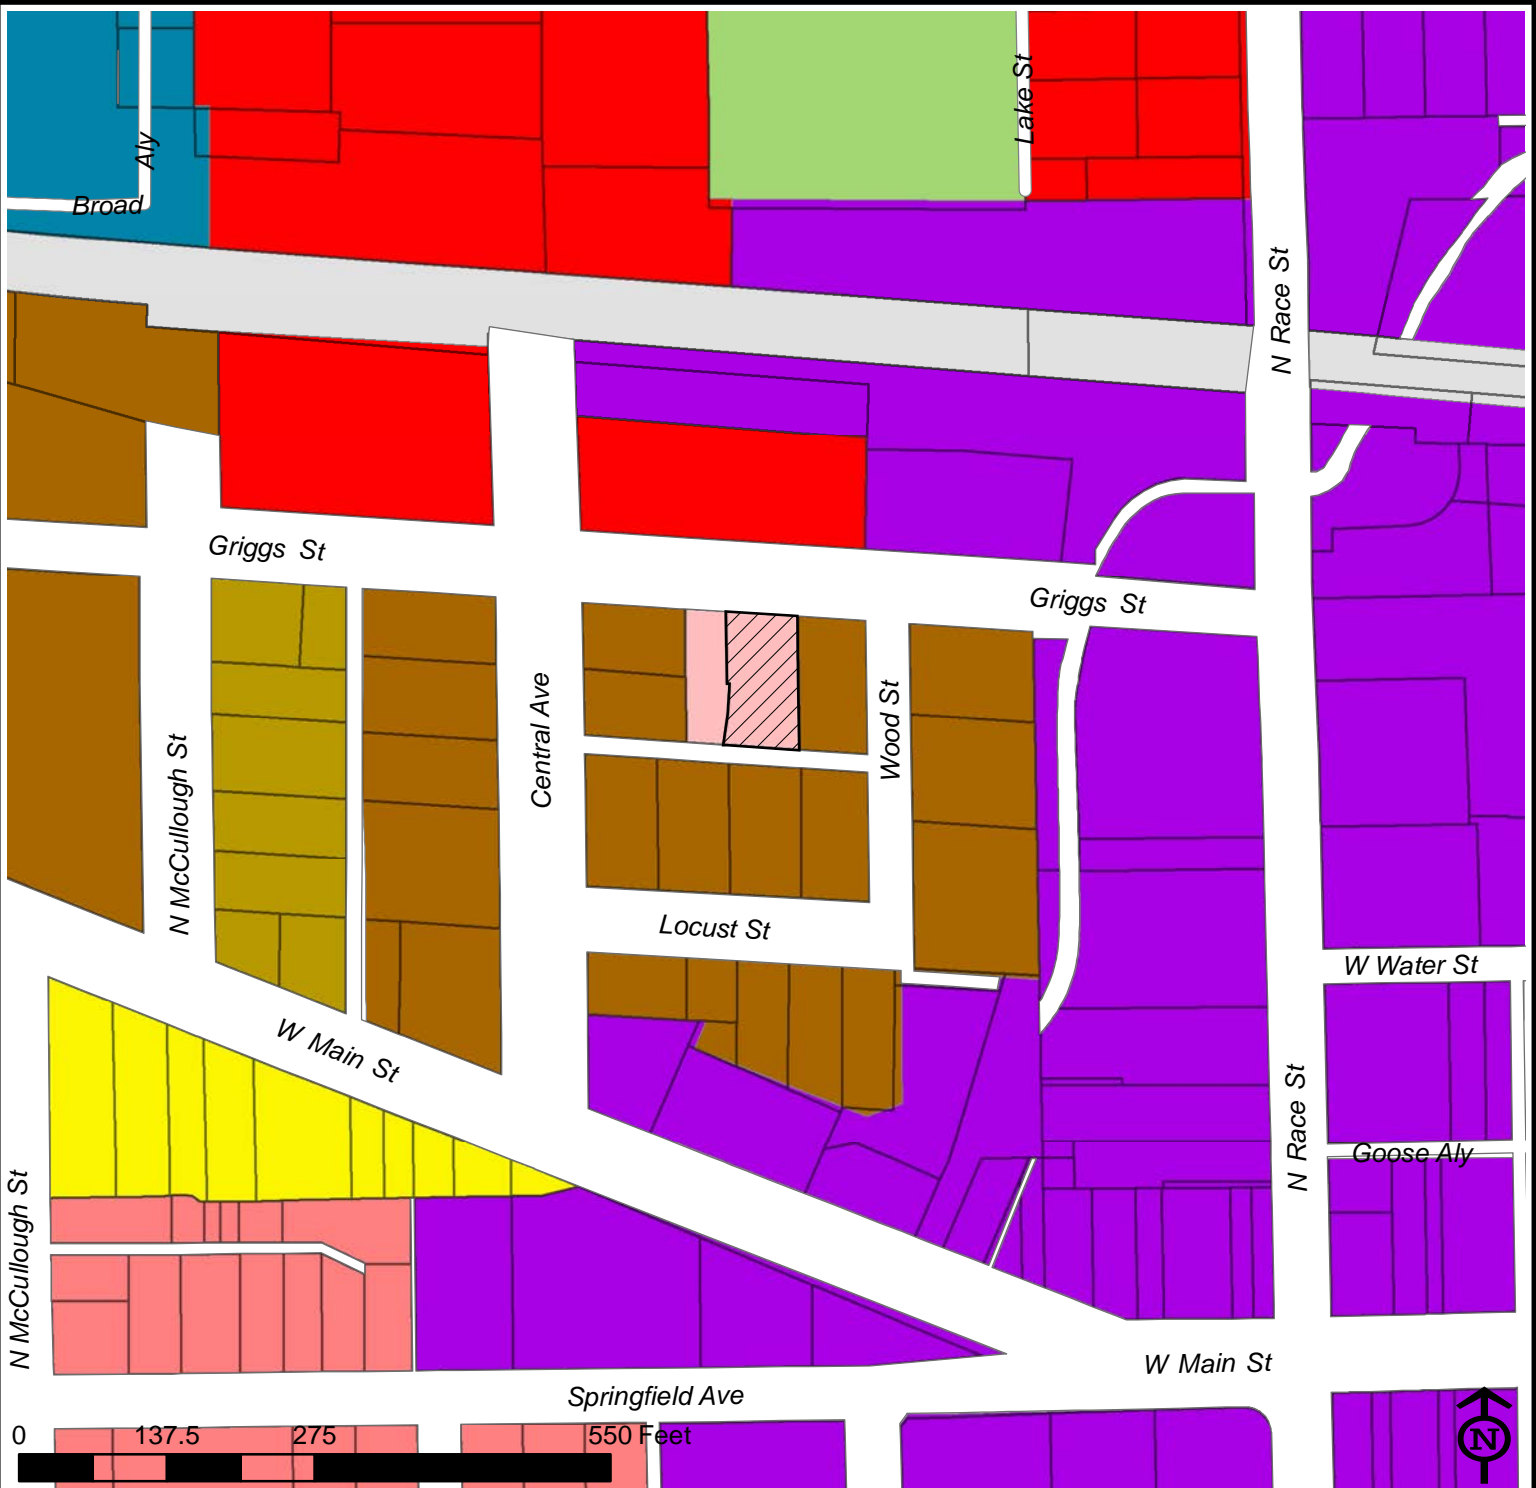 Lake St
Aly
Broad
N Race St
Griggs St
Griggs St
Central Ave
Wood St
N McCullough St
Locust St
W Water St
W Main St
N Race St
Goose Aly
N McCullough St
W Main St
Springfield Ave
0 137.5 275 550 Feet
N